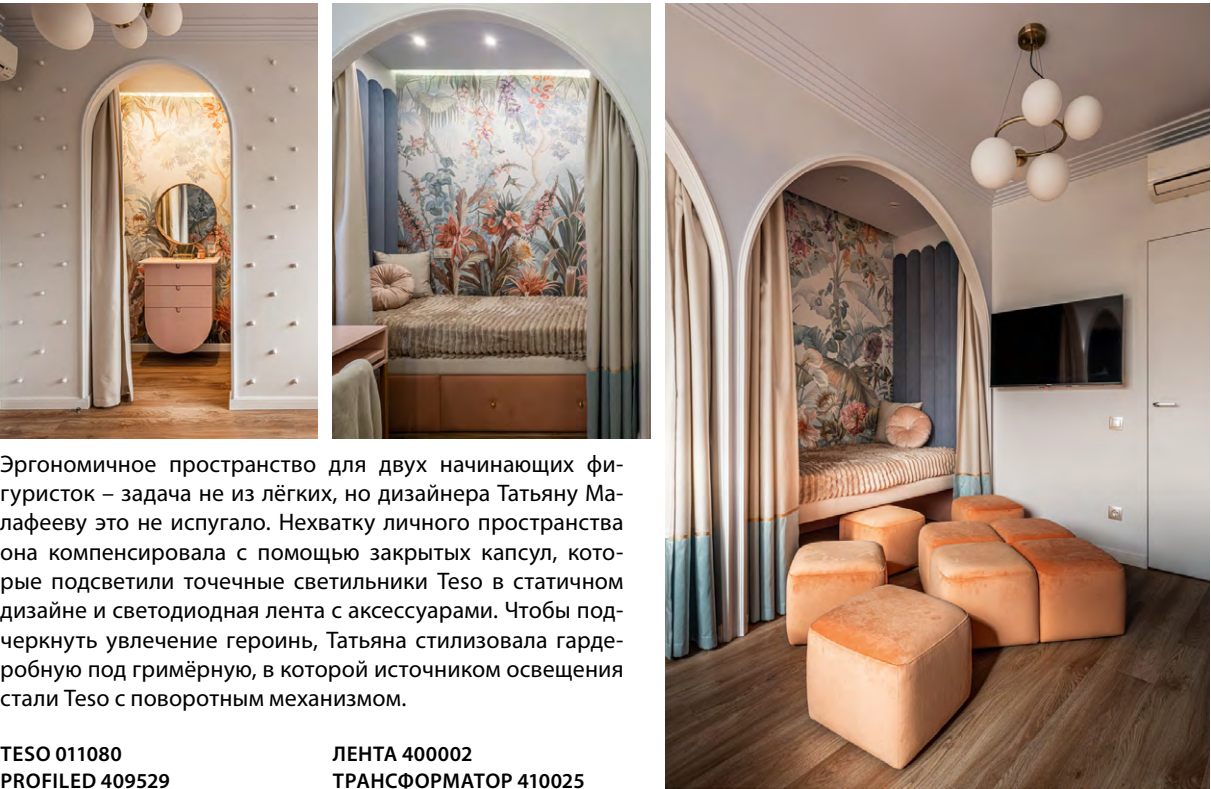 Эргономичное пространство для двух начинающих фи-
гуристок – задача не из лёгких, но дизайнера Татьяну Ма-
лафееву это не испугало. Нехватку личного пространства
она компенсировала с помощью закрытых капсул, кото-
рые подсветили точечные светильники Teso в статичном
дизайне и светодиодная лента с аксессуарами. Чтобы под-
черкнуть увлечение героинь, Татьяна стилизовала гарде-
робную под гримёрную, в которой источником освещения
стали Teso с поворотным механизмом.
TESO 011080
PROFILED 409529
ЛЕНТА 400002
ТРАНСФОРМАТОР 410025